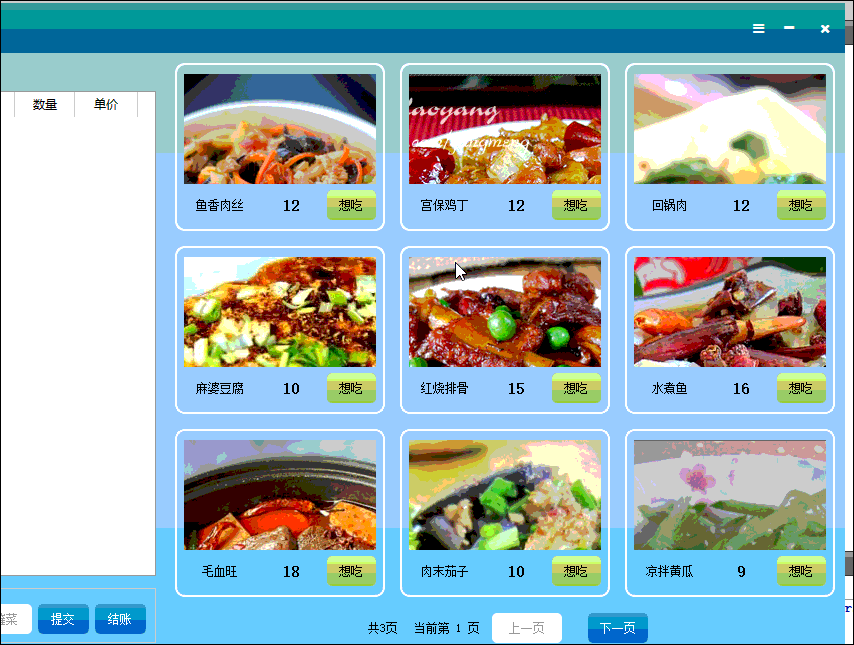 数量 单价
鱼香肉丝 12 想吃
宫保鸡丁 12 想吃
回锅肉 12 想吃
麻婆豆腐 10 想吃
红烧排骨 15 想吃
水煮鱼 16 想吃
毛血旺 18 想吃
肉末茄子 10 想吃
凉拌黄瓜 9 想吃
菜 提交 结账
共3页 当前第 1 页 上一页 下一页